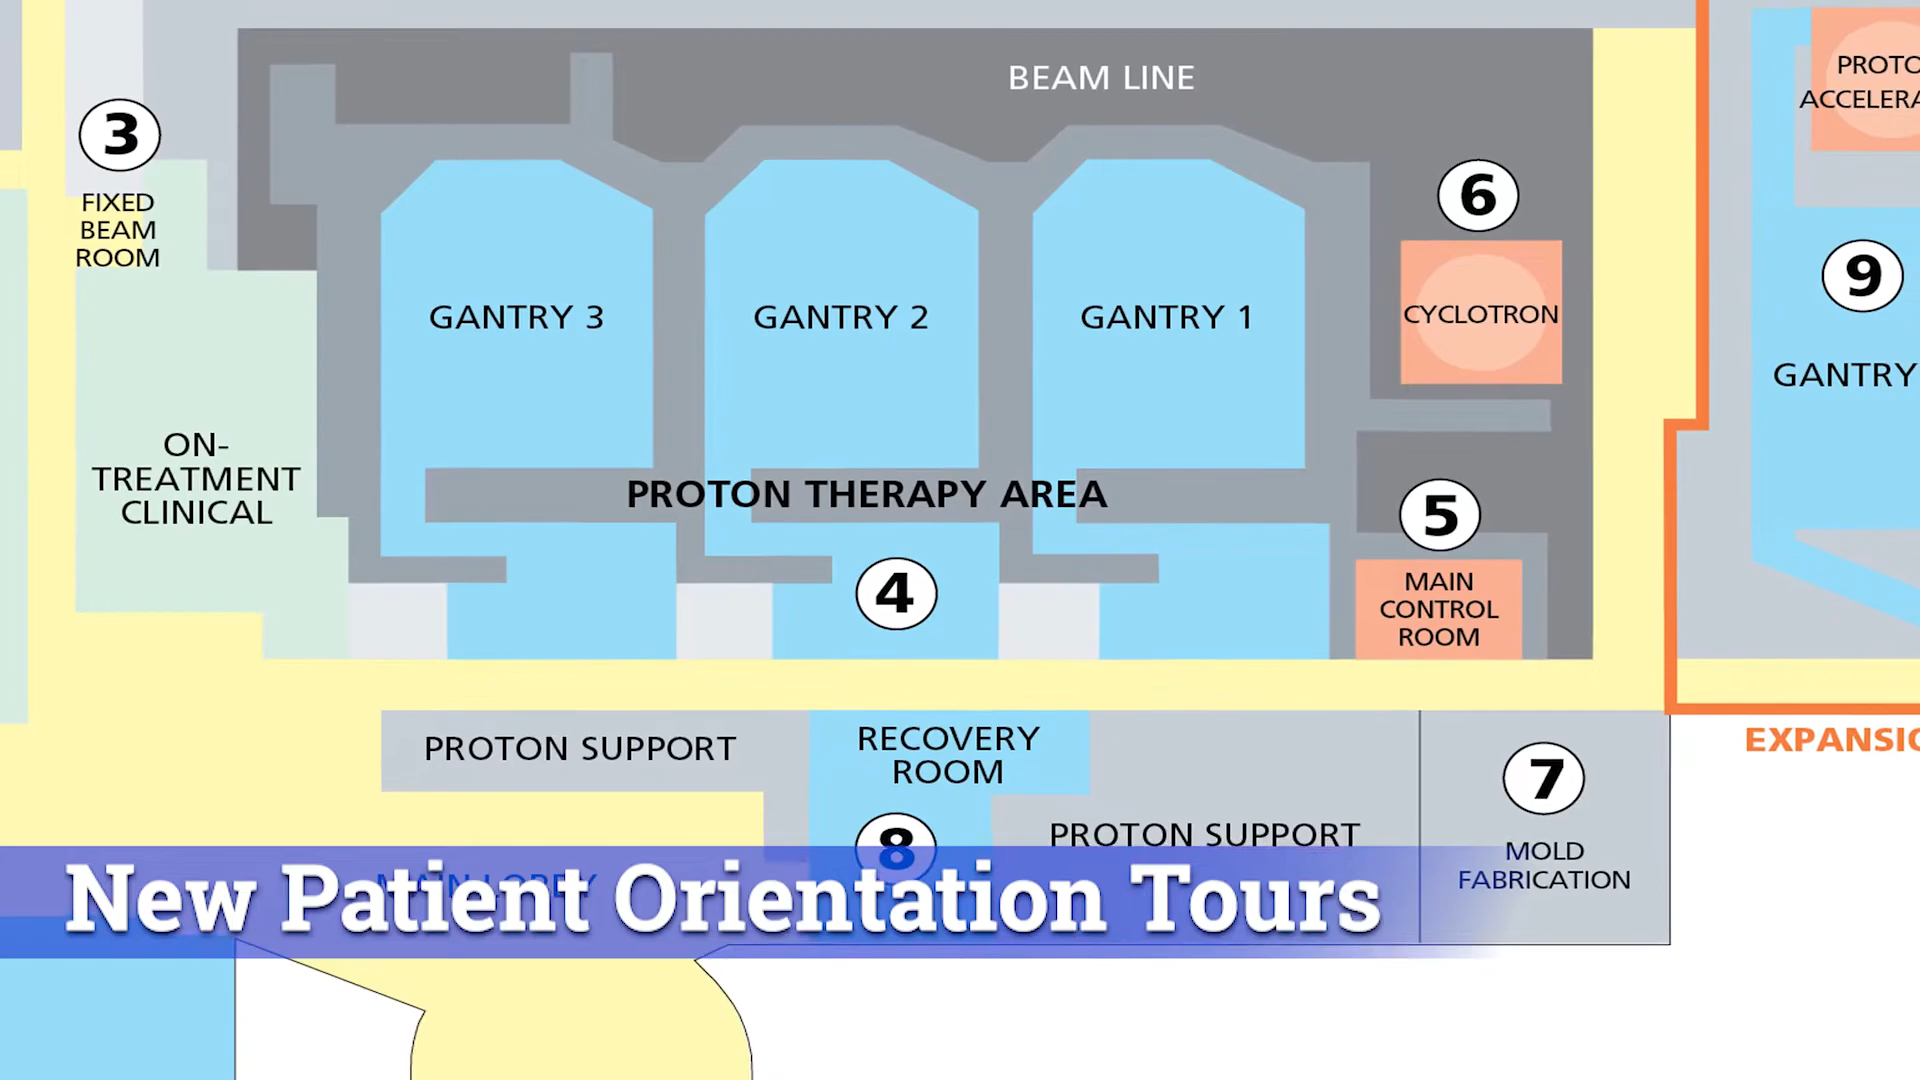 BEAM LINE
PROTO
ACCELERA
3
FIXED
BEAM
ROOM
6
CYCLOTRON
9
GANTRY 3
GANTRY 2
GANTRY 1
GANTRY
ON-
TREATMENT
CLINICAL
PROTON THERAPY AREA
5
MAIN
CONTROL
ROOM
4
PROTON SUPPORT
RECOVERY
ROOM
EXPANSIO
7
8
PROTON SUPPORT
MOLD
FABRICATION
MAIN LOBBY
New Patient Orientation Tours